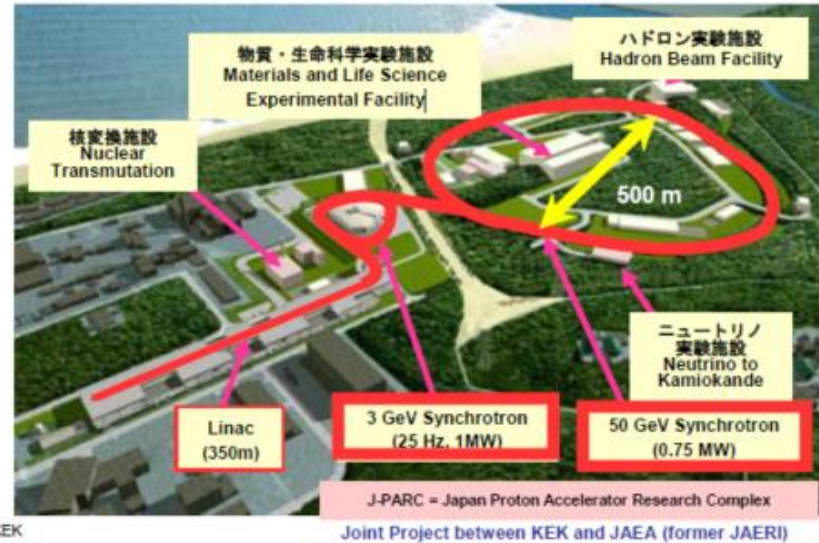 物質・生命科学実験施設
Materials and Life Science
Experimental Facility
ハドロン実験施設
Hadron Beam Facility
核変換施設
Nuclear
Transmutation
500 m
ニュートリノ
実験施設
Neutrino to
Kamiokande
Linac
(350m)
3 GeV Synchrotron
(25 Hz, 1MW)
50 GeV Synchrotron
(0.75 MW)
J-PARC = Japan Proton Accelerator Research Complex
KEK
Joint Project between KEK and JAEA (former JAERI)